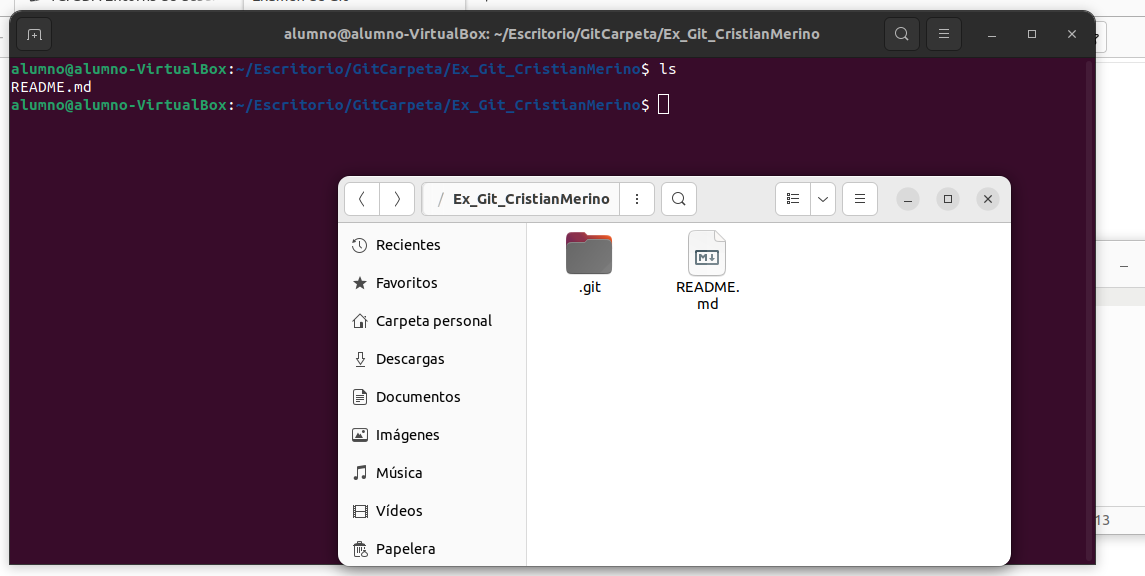 alumno@alumno-VirtualBox: ~/Escritorio/GitCarpeta/Ex_Git_CristianMerino
alumno@alumno-VirtualBox:~/Escritorio/GitCarpeta/Ex_Git_CristianMerino$ ls
README.md
alumno@alumno-VirtualBox:~/Escritorio/GitCarpeta/Ex_Git_CristianMerino$
/ Ex_Git_CristianMerino
Recientes
Favoritos
Carpeta personal
Descargas
Documentos
Imágenes
Música
Vídeos
Papelera
.git
M
README.
md
13